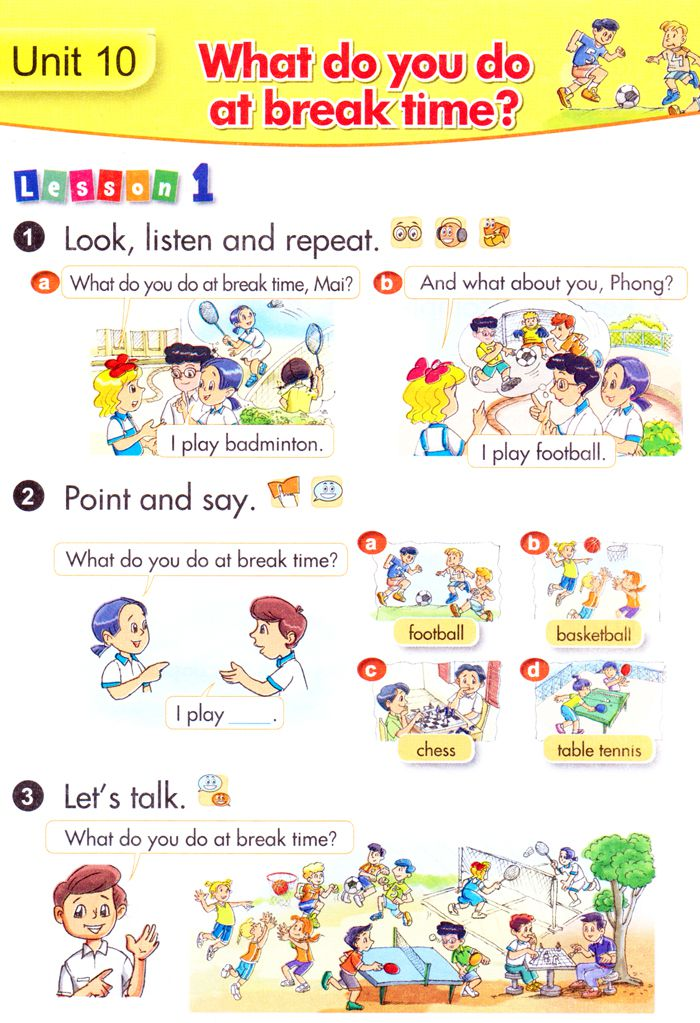 Unit 10
What do you do
at break time?
Lesson 1
1 Look, listen and repeat.
a What do you do at break time, Mai?
I play badminton.
b And what about you, Phong?
I play football.
2 Point and say.
What do you do at break time?
I play _____.
a
football
b
basketball
c
chess
d
table tennis
3 Let's talk.
What do you do at break time?